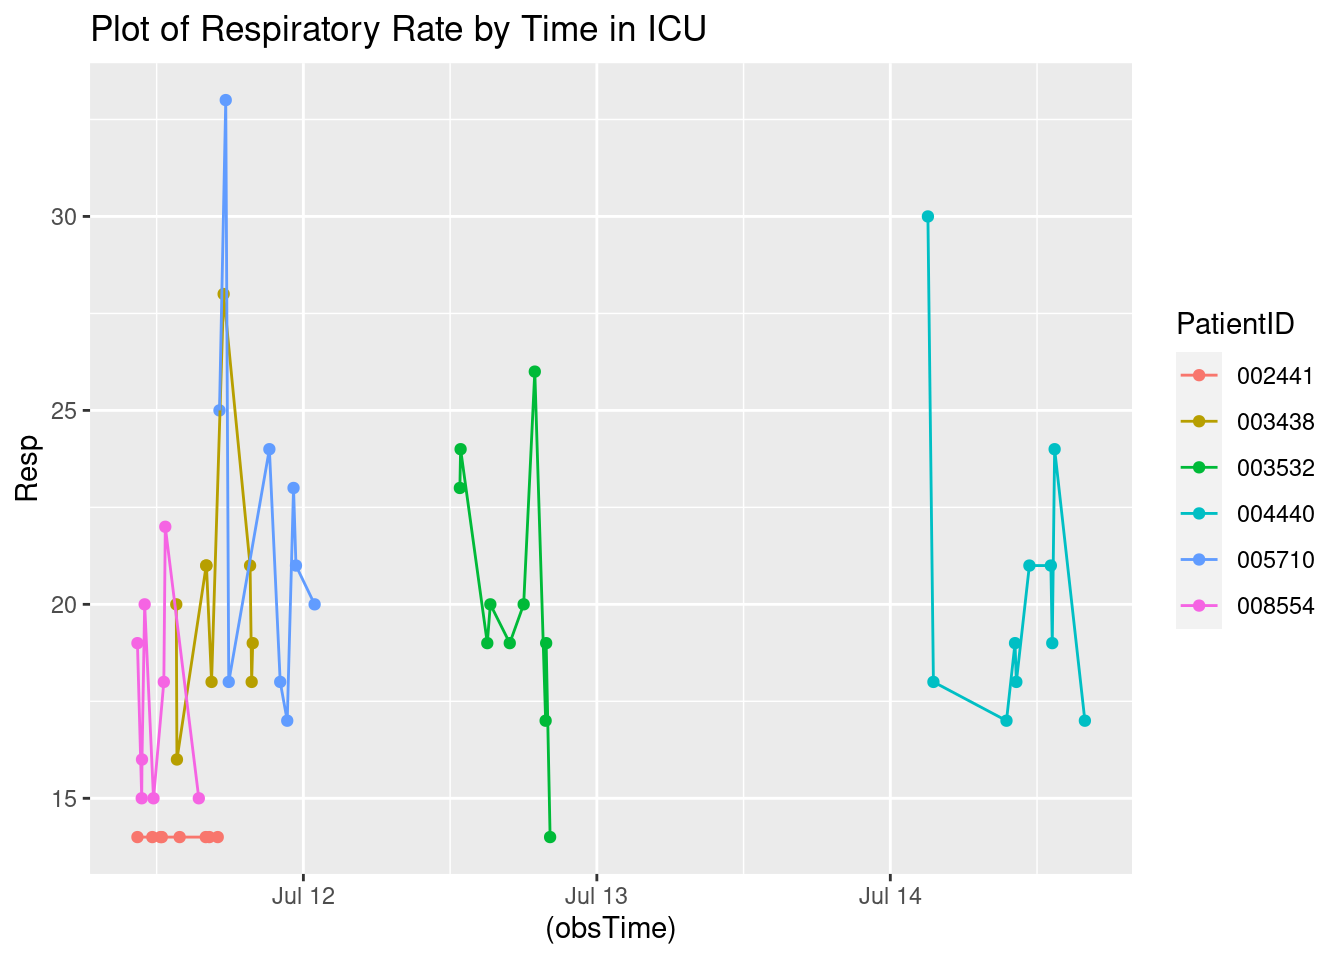 Plot of Respiratory Rate by Time in ICU
30
25
20
15
Resp
Jul 12
Jul 13
Jul 14
(obsTime)
PatientID
002441
003438
003532
004440
005710
008554